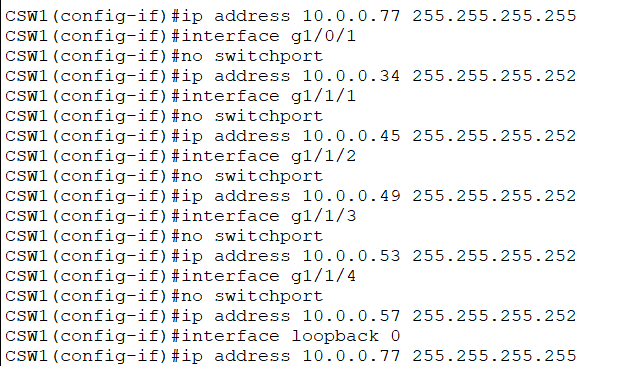 CSW1(config-if)#ip address 10.0.0.77 255.255.255.255
CSW1(config-if)#interface g1/0/1
CSW1(config-if)#no switchport
CSW1(config-if)#ip address 10.0.0.34 255.255.255.252
CSW1(config-if)#interface g1/1/1
CSW1(config-if)#no switchport
CSW1(config-if)#ip address 10.0.0.45 255.255.255.252
CSW1(config-if)#interface g1/1/2
CSW1(config-if)#no switchport
CSW1(config-if)#ip address 10.0.0.49 255.255.255.252
CSW1(config-if)#interface g1/1/3
CSW1(config-if)#no switchport
CSW1(config-if)#ip address 10.0.0.53 255.255.255.252
CSW1(config-if)#interface g1/1/4
CSW1(config-if)#no switchport
CSW1(config-if)#ip address 10.0.0.57 255.255.255.252
CSW1(config-if)#interface loopback 0
CSW1(config-if)#ip address 10.0.0.77 255.255.255.255